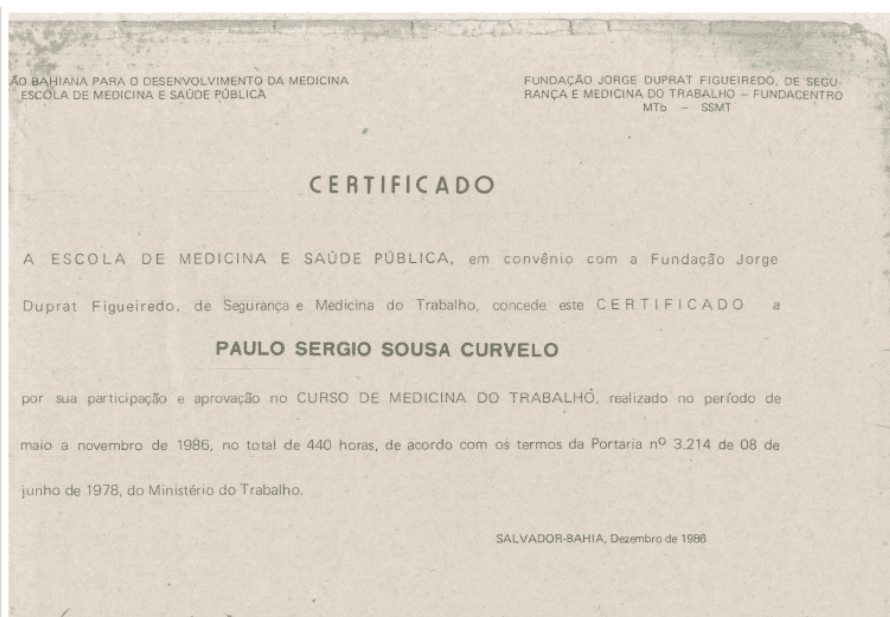 ÃO BAHIANA PARA O DESENVOLVIMENTO DA MEDICINA
ESCOLA DE MEDICINA E SAÚDE PÚBLICA
FUNDAÇÃO JORGE DUPRAT FIGUEIREDO, DE SEGU-
RANÇA E MEDICINA DO TRABALHO — FUNDACENTRO
MTb — SSMT
CERTIFICADO
A ESCOLA DE MEDICINA E SAÚDE PÚBLICA, em convênio com a Fundação Jorge
Duprat Figueiredo, de Segurança e Medicina do Trabalho, concede este CERTIFICADO a
PAULO SERGIO SOUSA CURVELO
por sua participação e aprovação no CURSO DE MEDICINA DO TRABALHO, realizado no período de
maio a novembro de 1986, no total de 440 horas, de acordo com os termos da Portaria nº 3.214 de 08 de
junho de 1978, do Ministério do Trabalho.
SALVADOR-BAHIA, Dezembro de 1986